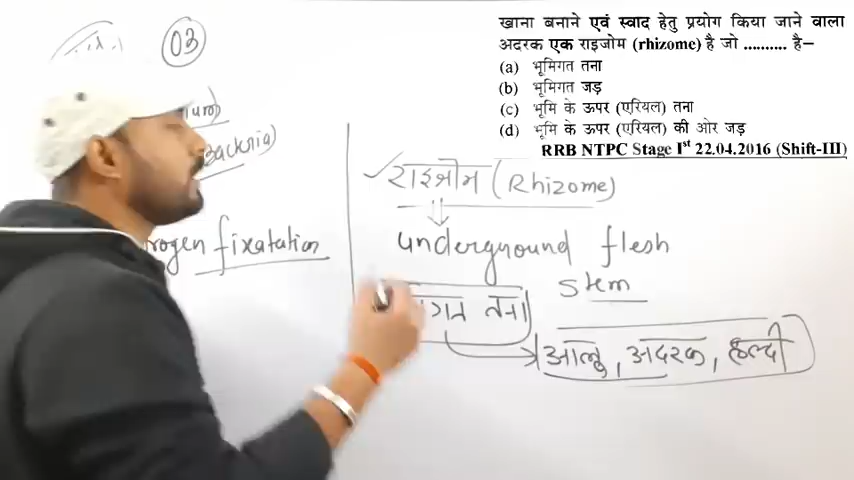 खाना बनाने एवं स्वाद हेतु प्रयोग किया जाने वाला
अदरक एक राइजोम (rhizome) है जो .......... है–
(a) भूमिगत तना
(b) भूमिगत जड़
(c) भूमि के ऊपर (एरियल) तना
(d) भूमि के ऊपर (एरियल) की ओर जड़
RRB NTPC Stage Ist 22.04.2016 (Shift-III)
03
fixatation
राइजोम (Rhizome)
underground flesh
stem
तना
आलू, अदरक, हल्दी